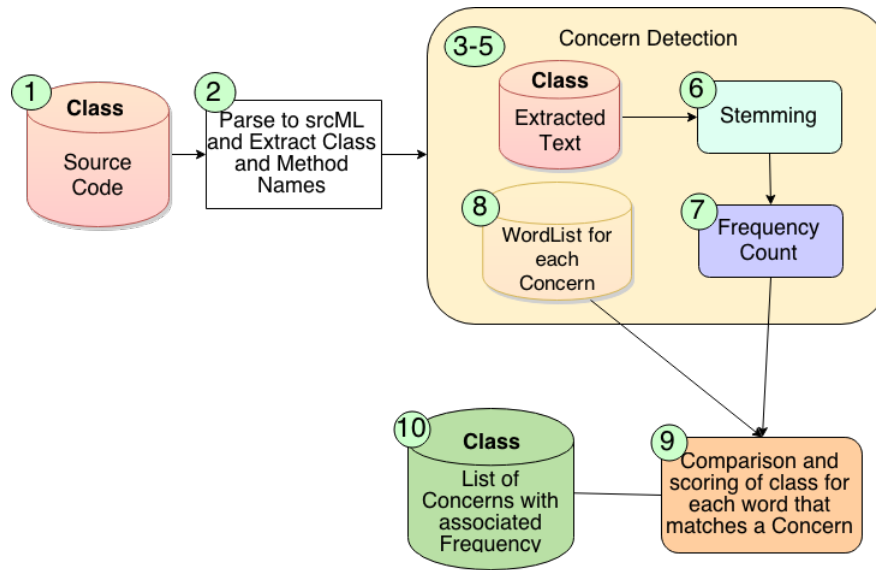 1
Class
Source
Code
2
Parse to srcML
and Extract Class
and Method
Names
Concern Detection
3-5
Class
Extracted
Text
6
Stemming
8
WordList for
each
Concern
7
Frequency
Count
10
Class
List of
Concerns with
associated
Frequency
9
Comparison and
scoring of class for
each word that
matches a Concern